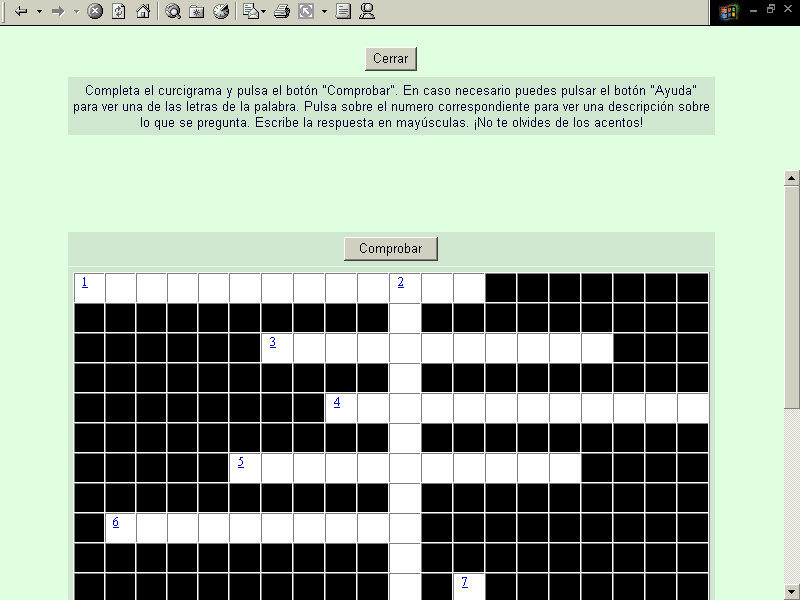 Cerrar
Completa el curcigrama y pulsa el botón "Comprobar". En caso necesario puedes pulsar el botón "Ayuda"
para ver una de las letras de la palabra. Pulsa sobre el numero correspondiente para ver una descripción sobre
lo que se pregunta. Escribe la respuesta en mayúsculas. ¡No te olvides de los acentos!
Comprobar
1 2
3
4
5
6
7